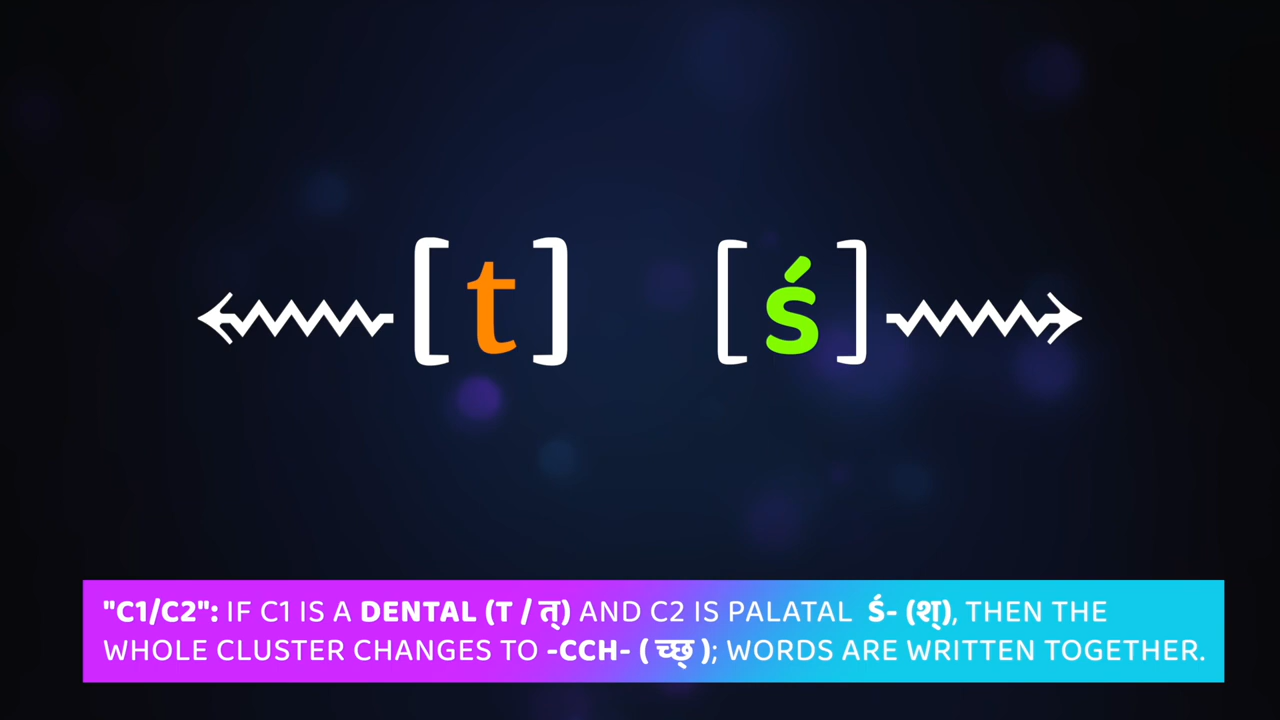 [t] [ś]
"C1/C2": IF C1 IS A DENTAL (T / त्) AND C2 IS PALATAL Ś- (श्), THEN THE
WHOLE CLUSTER CHANGES TO -CCH- ( च्छ् ); WORDS ARE WRITTEN TOGETHER.